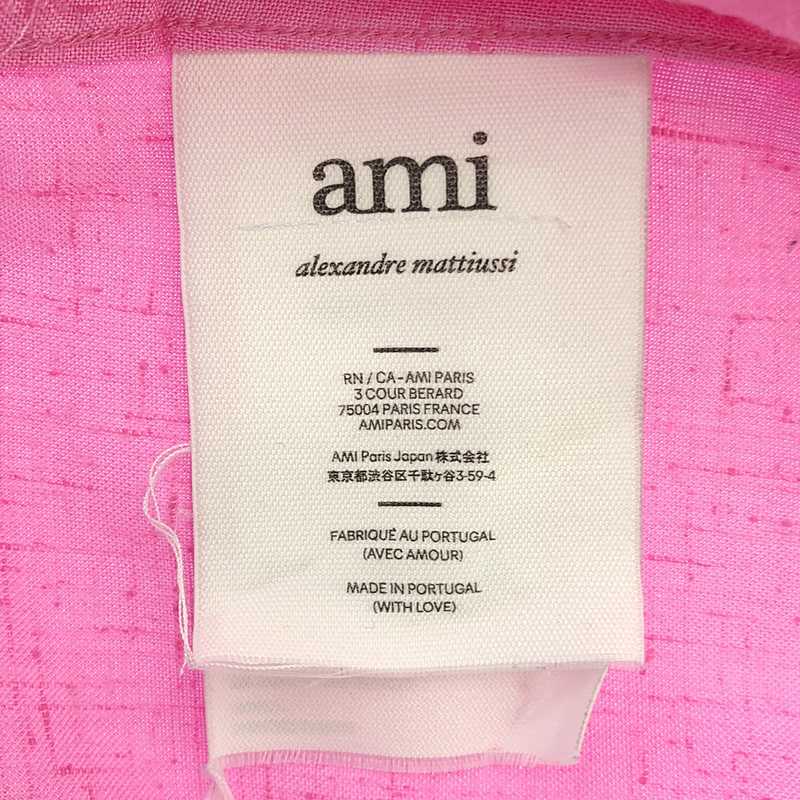 ami
alexandre mattiussi
RN / CA-AMI PARIS
3 COUR BERARD
75004 PARIS FRANCE
AMIPARIS.COM
AMI Paris Japan 株式会社
東京都渋谷区千駄ヶ谷3-59-4
FABRIQUÉ AU PORTUGAL
(AVEC AMOUR)
MADE IN PORTUGAL
(WITH LOVE)